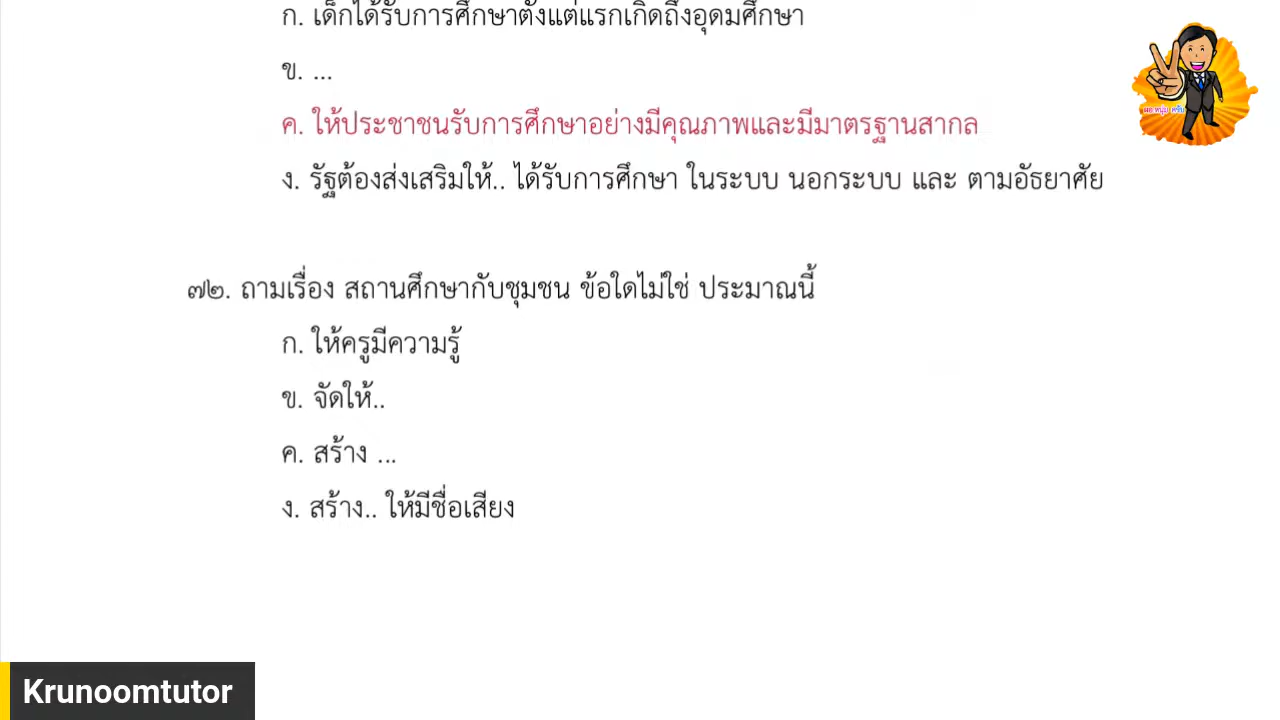 ก. เด็กได้รับการศึกษาตั้งแต่แรกเกิดถึงอุดมศึกษา
ข. ...
ค. ให้ประชาชนรับการศึกษาอย่างมีคุณภาพและมีมาตรฐานสากล
ง. รัฐต้องส่งเสริมให้.. ได้รับการศึกษา ในระบบ นอกระบบ และ ตามอัธยาศัย
๗๒. ถามเรื่อง สถานศึกษากับชุมชน ข้อใดไม่ใช่ ประมาณนี้
ก. ให้ครูมีความรู้
ข. จัดให้..
ค. สร้าง ...
ง. สร้าง.. ให้มีชื่อเสียง
Krunoomtutor